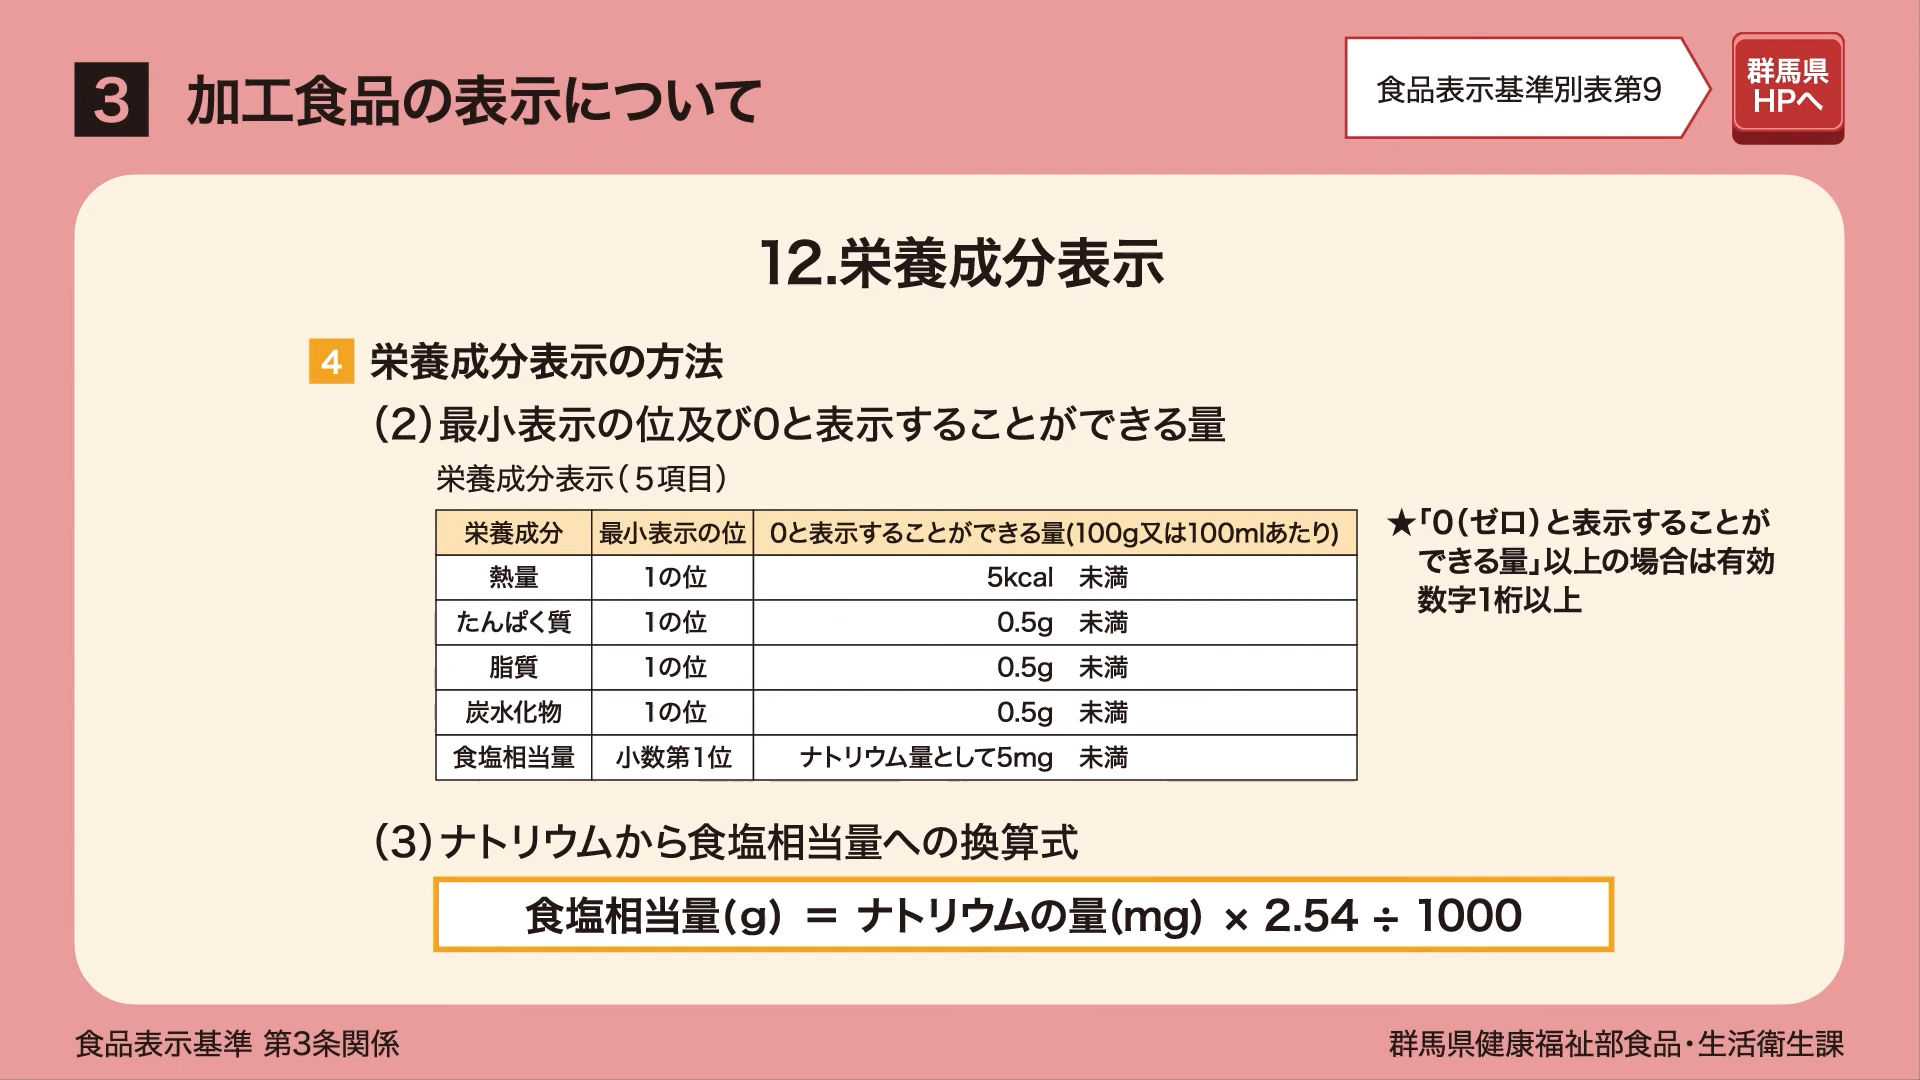 3 加工食品の表示について
食品表示基準別表第9
群馬県
HPへ
12.栄養成分表示
4 栄養成分表示の方法
（2）最小表示の位及び0と表示することができる量
栄養成分表示（5項目）
栄養成分 最小表示の位 0と表示することができる量(100g又は100mlあたり)
熱量 1の位 5kcal 未満
たんぱく質 1の位 0.5g 未満
脂質 1の位 0.5g 未満
炭水化物 1の位 0.5g 未満
食塩相当量 小数第1位 ナトリウム量として5mg 未満
★「0（ゼロ）と表示することが
できる量」以上の場合は有効
数字1桁以上
（3）ナトリウムから食塩相当量への換算式
食塩相当量(g) ＝ ナトリウムの量(mg) × 2.54 ÷ 1000
食品表示基準 第3条関係
群馬県健康福祉部食品・生活衛生課